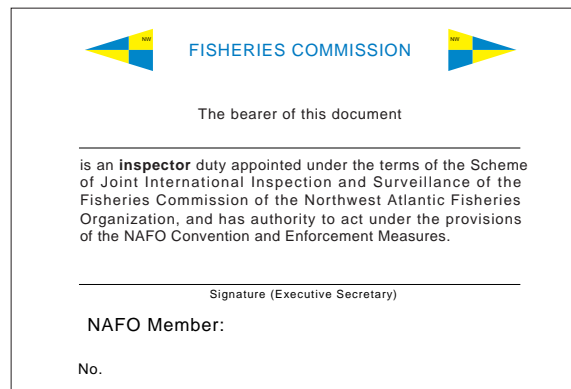 NW FISHERIES COMMISSION NW
The bearer of this document
is an inspector duty appointed under the terms of the Scheme
of Joint International Inspection and Surveillance of the
Fisheries Commission of the Northwest Atlantic Fisheries
Organization, and has authority to act under the provisions
of the NAFO Convention and Enforcement Measures.
Signature (Executive Secretary)
NAFO Member:
No.